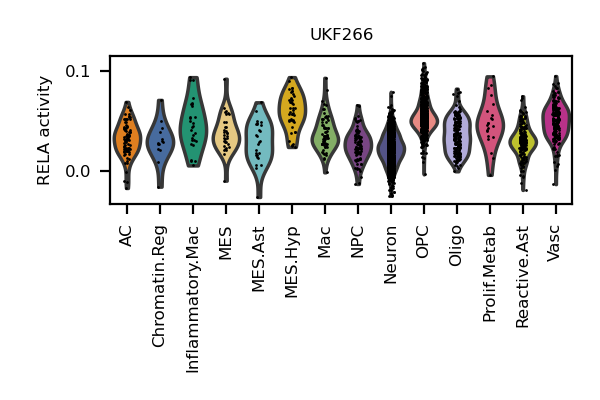 UKF266
RELA activity
0.1
0.0
AC
Chromatin.Reg
Inflammatory.Mac
MES
MES.Ast
MES.Hyp
Mac
NPC
Neuron
OPC
Oligo
Prolif.Metab
Reactive.Ast
Vasc